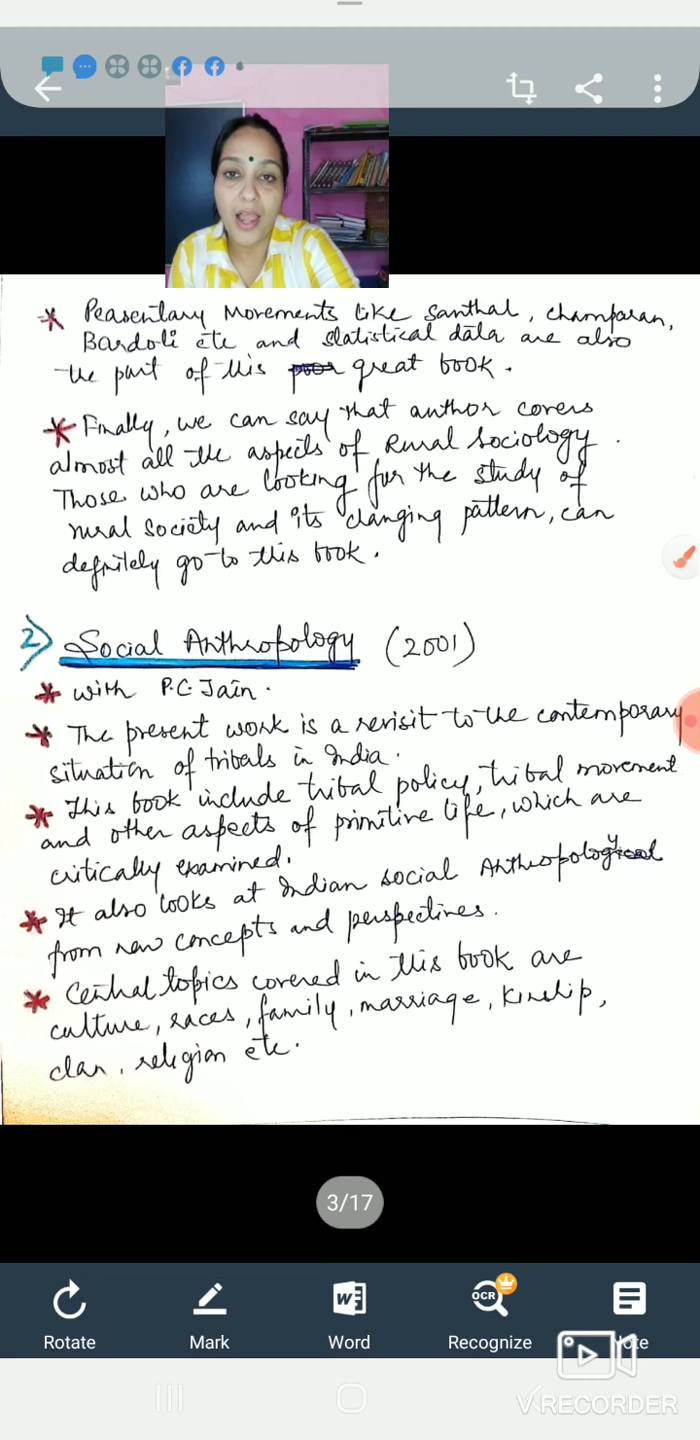 * Peasentary Movements like Santhal, Champaran,
Bardoli etc and statistical data are also
the part of this great book.
* Finally, we can say that author covers
almost all the aspects of Rural Sociology.
Those who are looking for the study of
rural society and its changing pattern, can
definitely go to this book.
2) Social Anthropology (2001)
* with P.C. Jain.
* The present work is a revisit to the contemporary
situation of tribals in India.
* This book include tribal policy, tribal movement
and other aspects of primitive life, which are
critically examined.
* It also looks at Indian social Anthropology
from new concepts and perspectives.
* Central topics covered in this book are
culture, races, family, marriage, kinship,
clan, religion etc.
3/17
OCR
Rotate Mark Word Recognize Note
VRECORDER